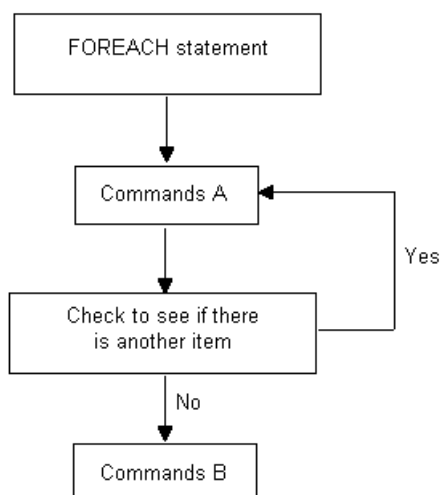 FOREACH statement
Commands A
Yes
Check to see if there
is another item
No
Commands B